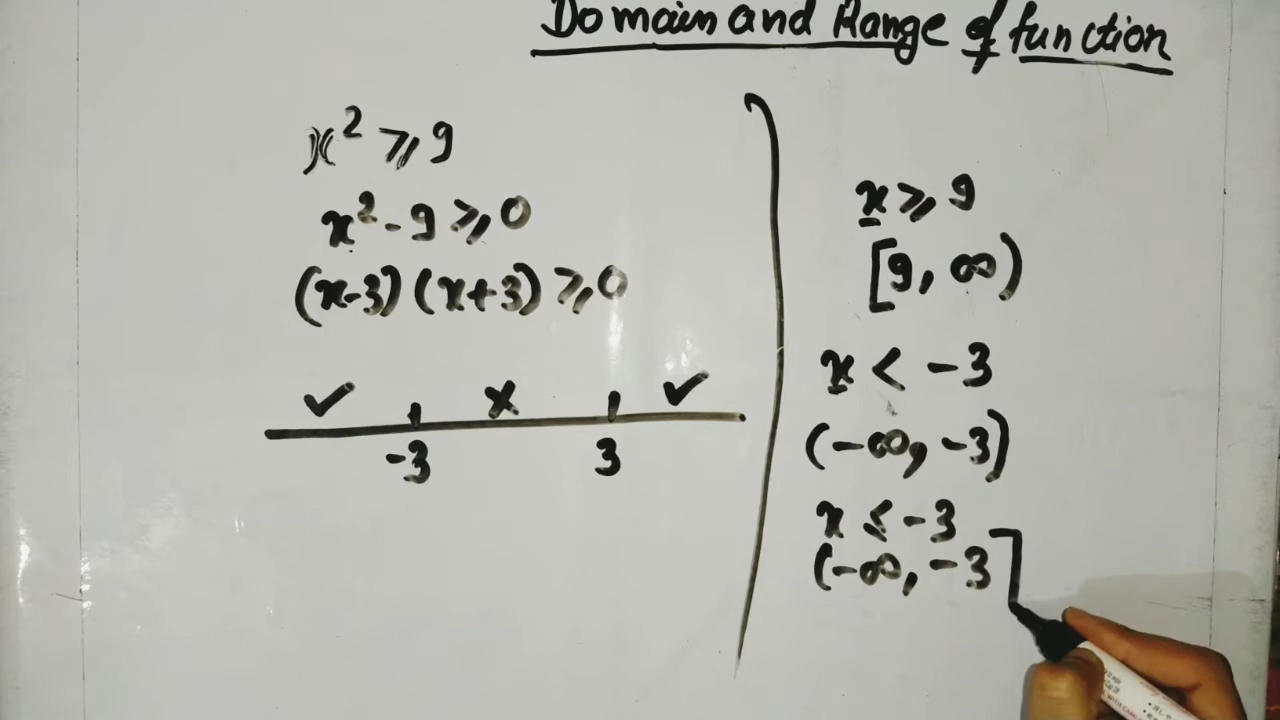 Domain and Range of function
x² ≥ 9
x² - 9 ≥ 0
(x-3) (x+3) ≥ 0
✓ × ✓
-3 3
x ≥ 9
[9, ∞)
x < -3
(-∞, -3)
x ≤ -3
(-∞, -3]